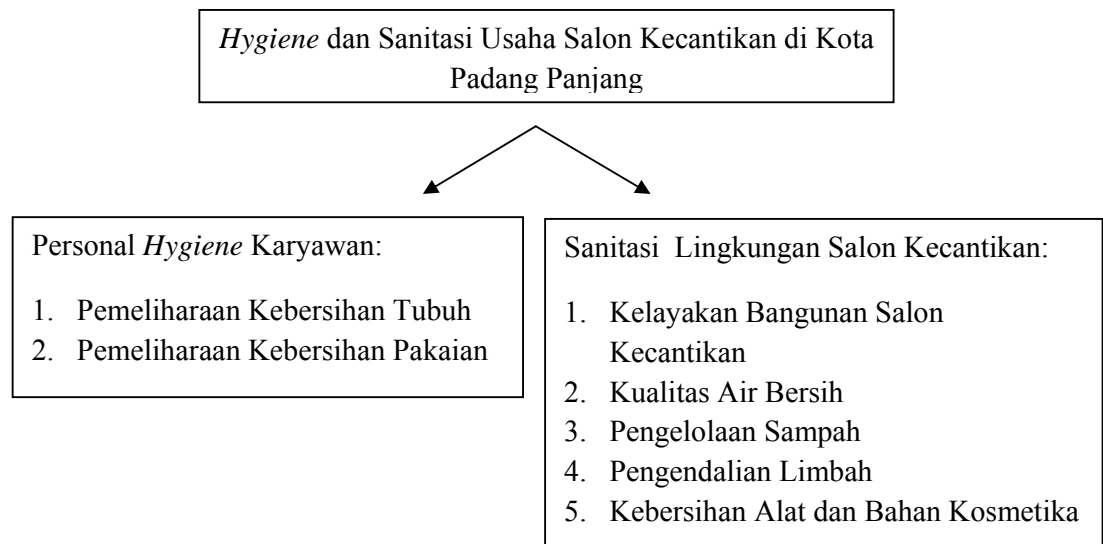 Hygiene dan Sanitasi Usaha Salon Kecantikan di Kota
Padang Panjang
Personal Hygiene Karyawan:
1. Pemeliharaan Kebersihan Tubuh
2. Pemeliharaan Kebersihan Pakaian
Sanitasi Lingkungan Salon Kecantikan:
1. Kelayakan Bangunan Salon
Kecantikan
2. Kualitas Air Bersih
3. Pengelolaan Sampah
4. Pengendalian Limbah
5. Kebersihan Alat dan Bahan Kosmetika